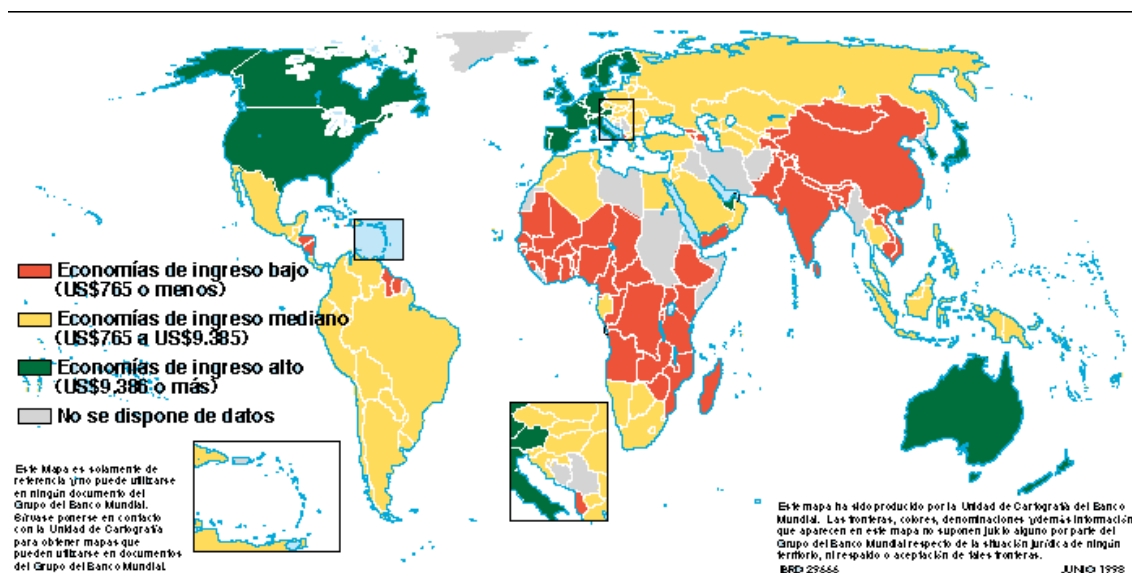 Economías de ingreso bajo
(US$765 o menos)
Economías de ingreso mediano
(US$765 a US$9.385)
Economías de ingreso alto
(US$9,386 o más)
No se dispone de datos
Este Mapa es solamente de
referencia y no puede utilizarse
en ningún documento del
Grupo del Banco Mundial.
Sírvase ponerse en contacto
con la Unidad de Cartografía
para obtener mapas que
pueden utilizarse en documentos
del Grupo del Banco Mundial.
Este mapa ha sido producido por la Unidad de Cartografía del Banco
Mundial. Las fronteras, colores, denominaciones y demás información
que aparecen en este mapa no suponen juicio alguno por parte del
Grupo del Banco Mundial respecto de la situación jurídica de ningún
territorio, ni respaldo o aceptación de tales fronteras.
IBRD 29666
JUNIO 1998